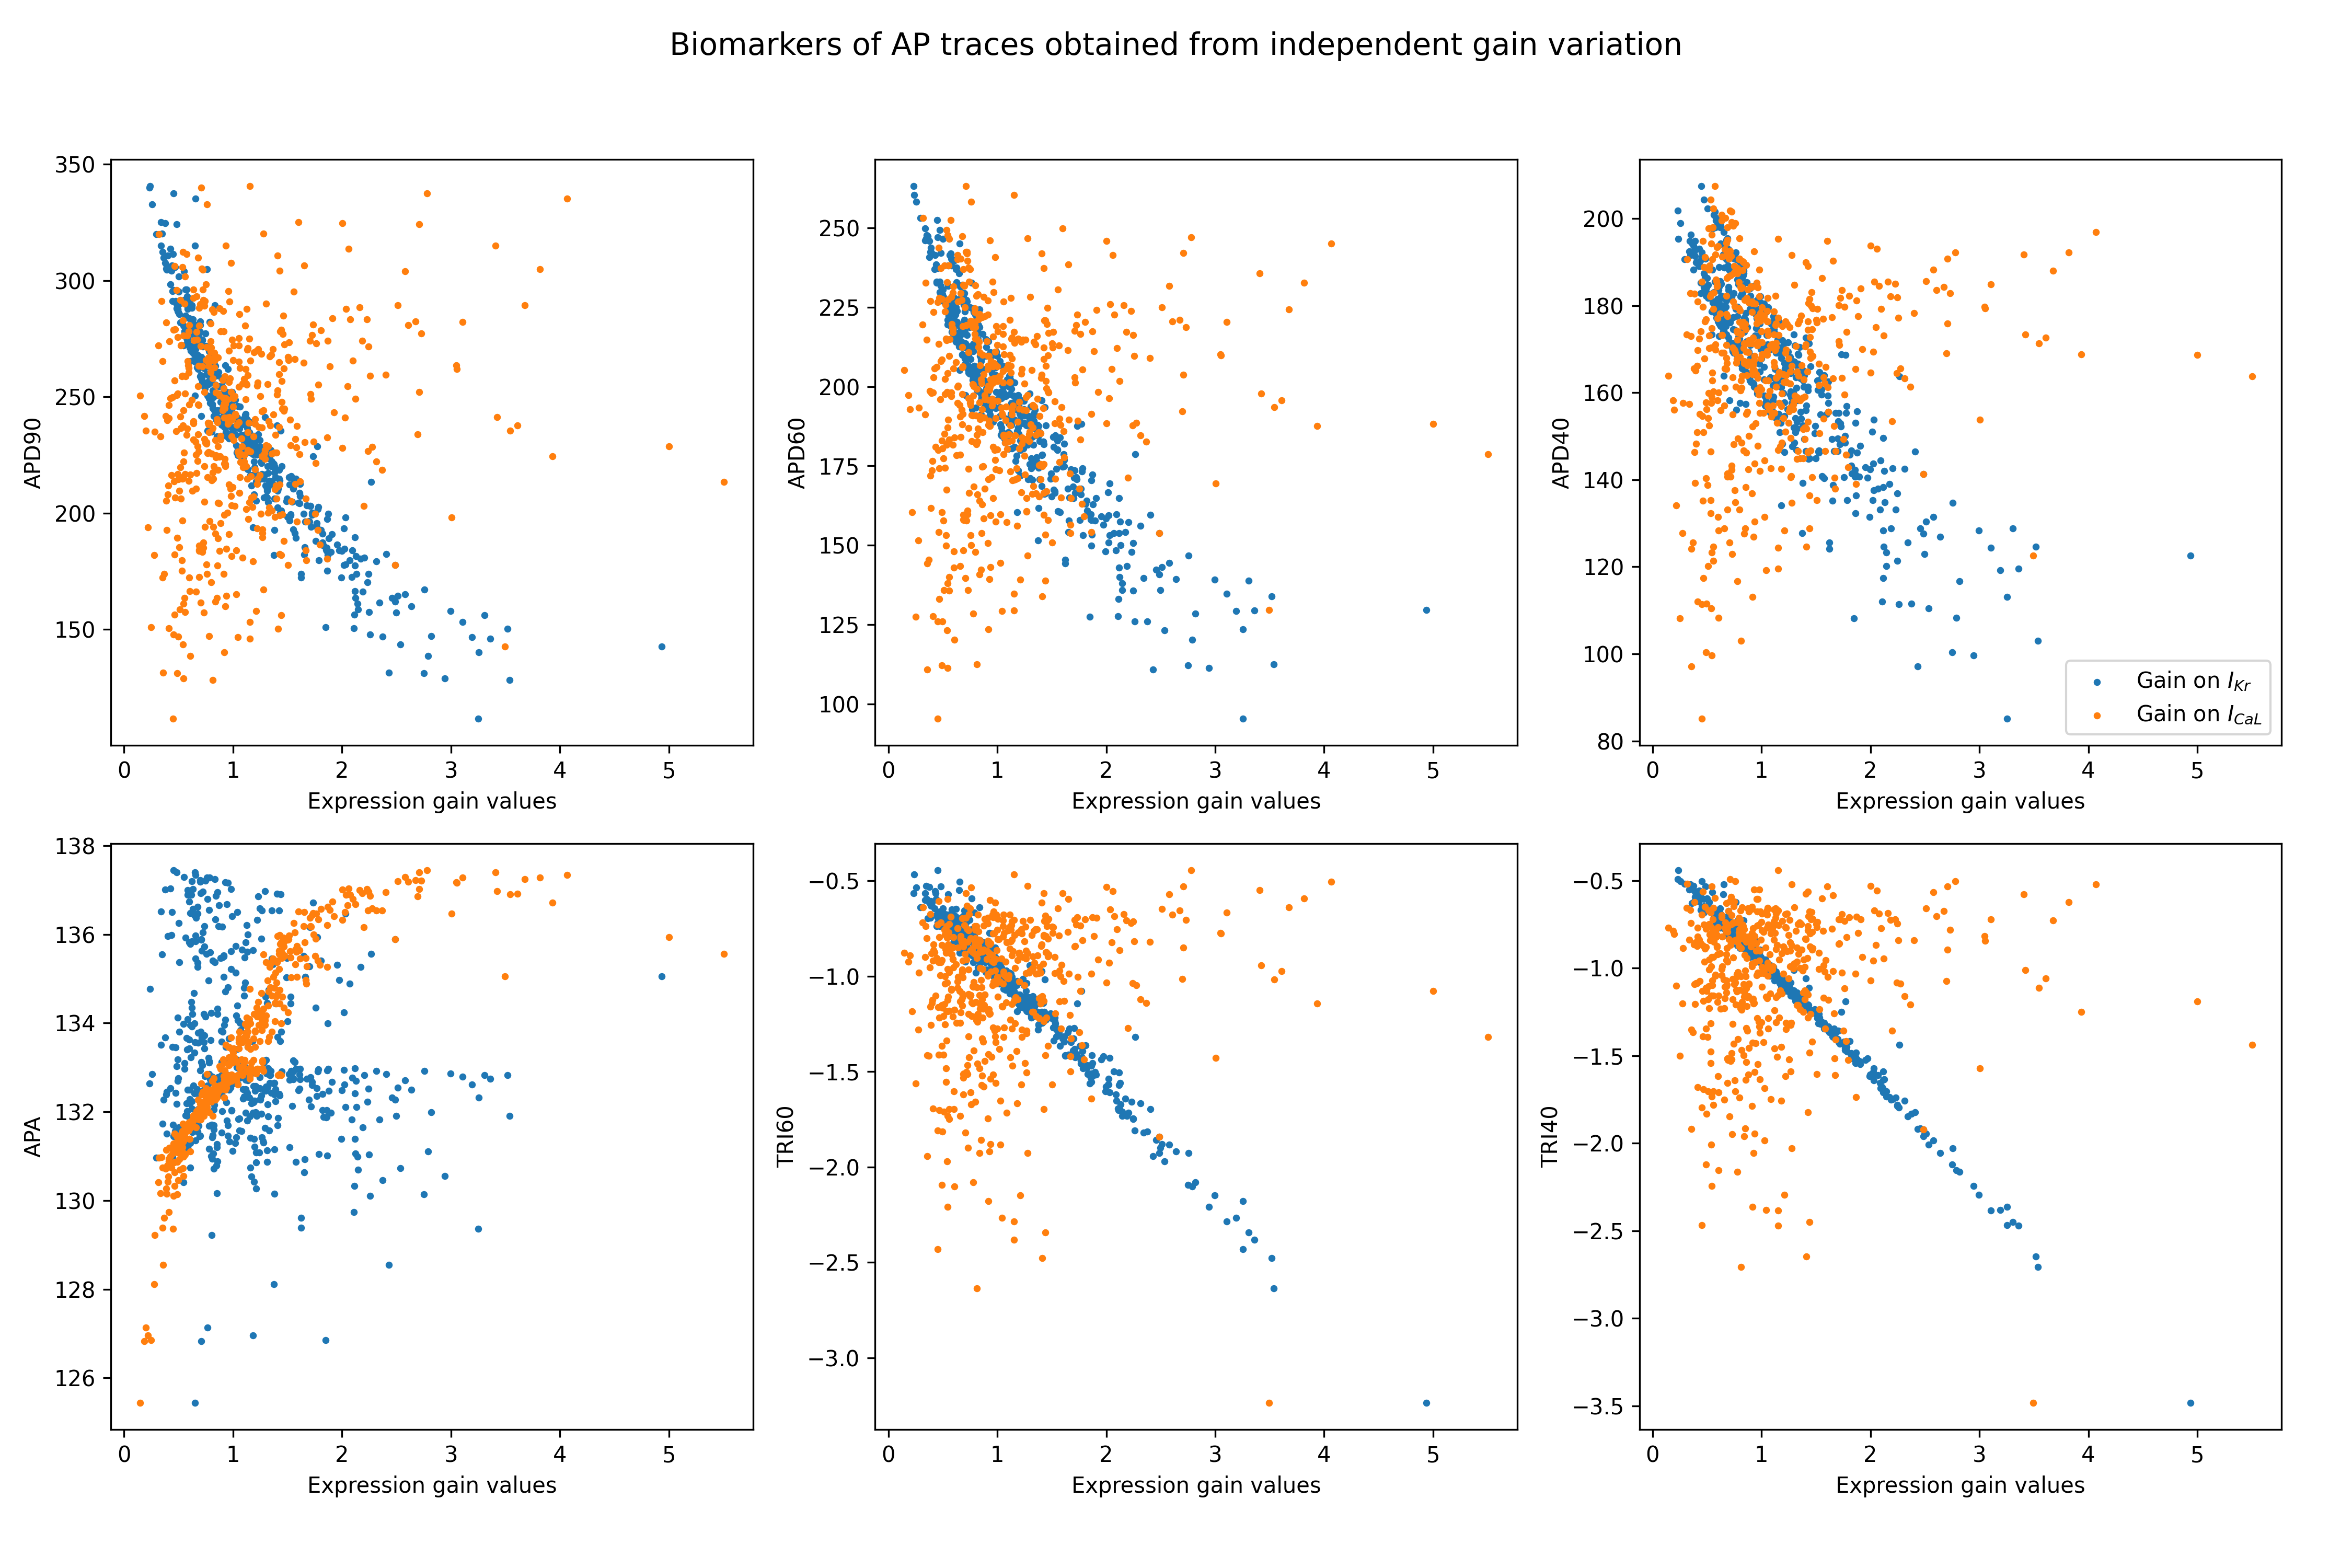 Biomarkers of AP traces obtained from independent gain variation
350
300
250
200
150
APD90
0 1 2 3 4 5
Expression gain values
250
225
200
175
150
125
100
APD60
0 1 2 3 4 5
Expression gain values
200
180
160
140
120
100
80
APD40
Gain on I_Kr
Gain on I_CaL
0 1 2 3 4 5
Expression gain values
138
136
134
132
130
128
126
APA
0 1 2 3 4 5
Expression gain values
−0.5
−1.0
−1.5
−2.0
−2.5
−3.0
TRI60
0 1 2 3 4 5
Expression gain values
−0.5
−1.0
−1.5
−2.0
−2.5
−3.0
−3.5
TRI40
0 1 2 3 4 5
Expression gain values